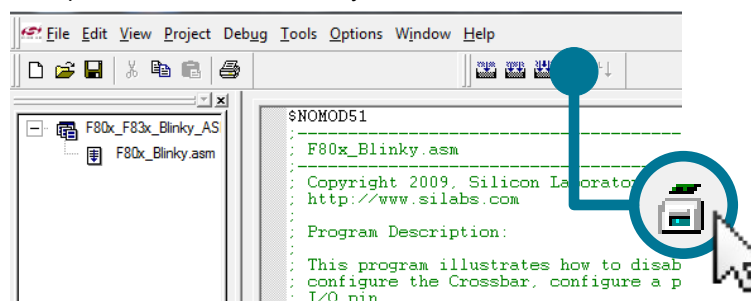 File Edit View Project Debug Tools Options Window Help
F80x_F83x_Blinky_AS
F80x_Blinky.asm
$NOMOD51
;
; F80x_Blinky.asm
;
; Copyright 2009, Silicon Laborator
; http://www.silabs.com
;
; Program Description:
;
; This program illustrates how to disab
; configure the Crossbar, configure a p
; I/O pin